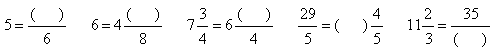 5 = (  )/6  6 = 4 (  )/8  7 3/4 = 6 (  )/4  29/5 = (  ) 4/5  11 2/3 = 35/(  )